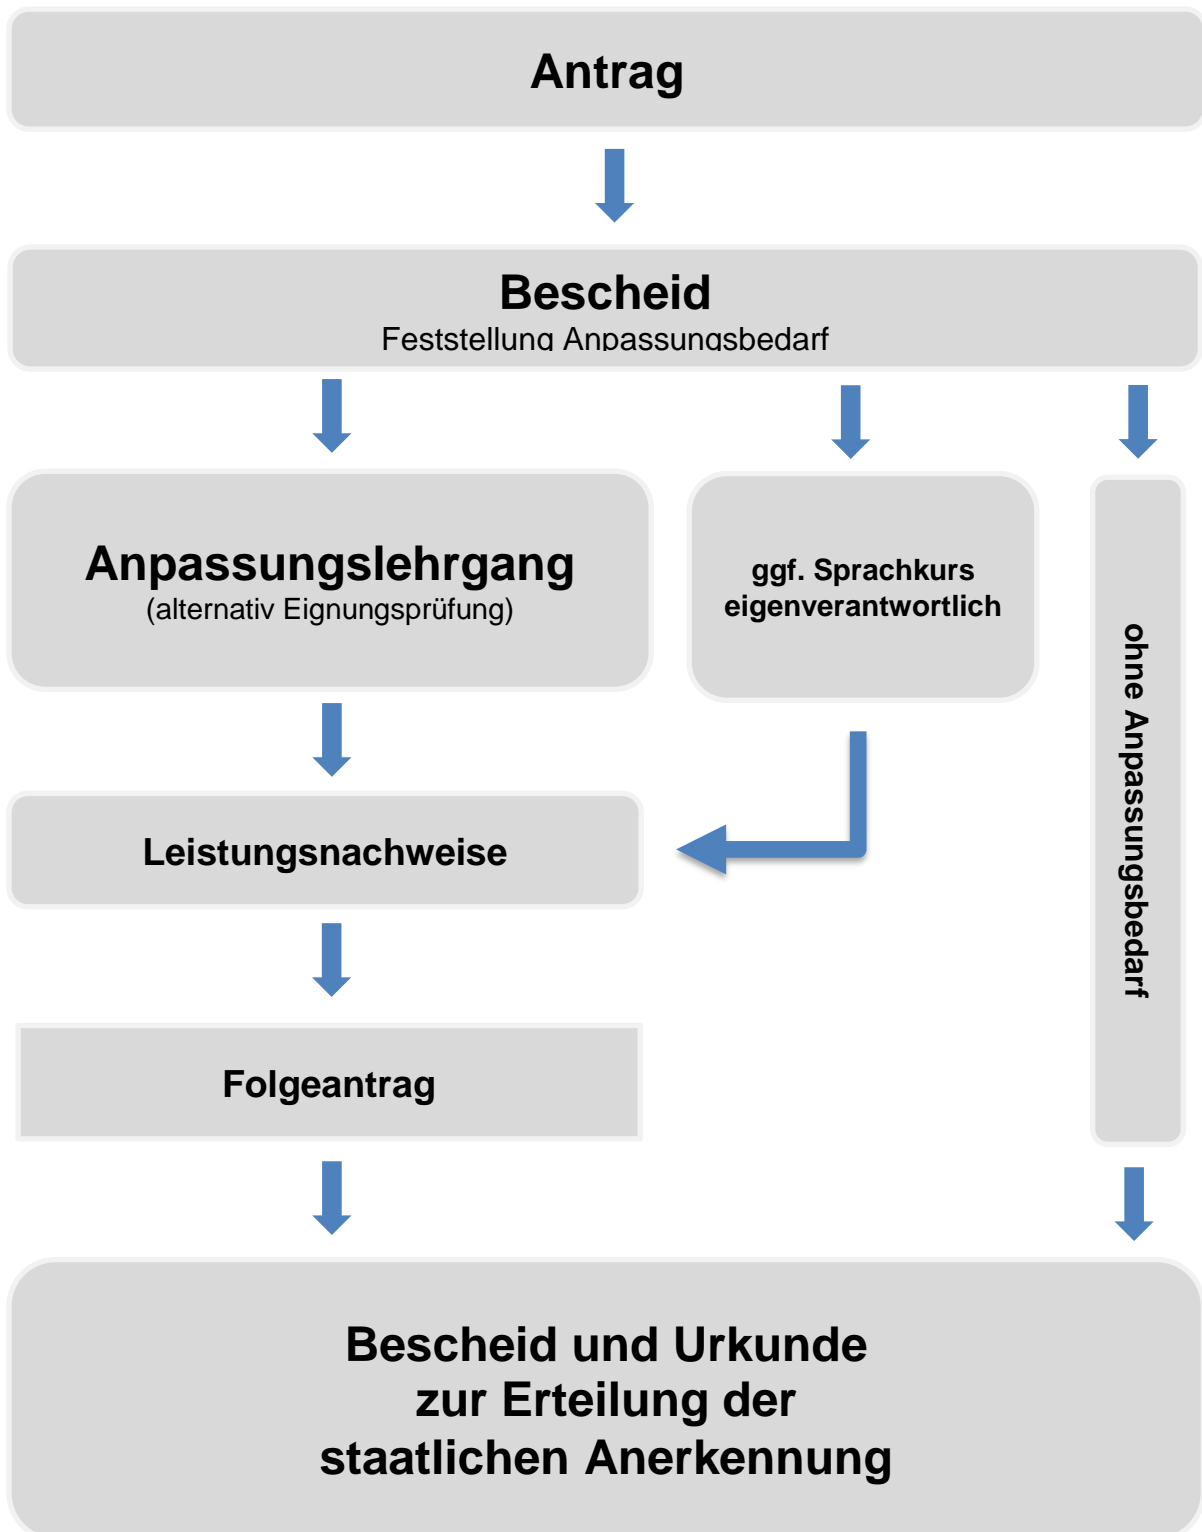 Antrag
Bescheid
Feststellung Anpassungsbedarf
Anpassungslehrgang
(alternativ Eignungsprüfung)
ggf. Sprachkurs
eigenverantwortlich
ohne Anpassungsbedarf
Leistungsnachweise
Folgeantrag
Bescheid und Urkunde
zur Erteilung der
staatlichen Anerkennung